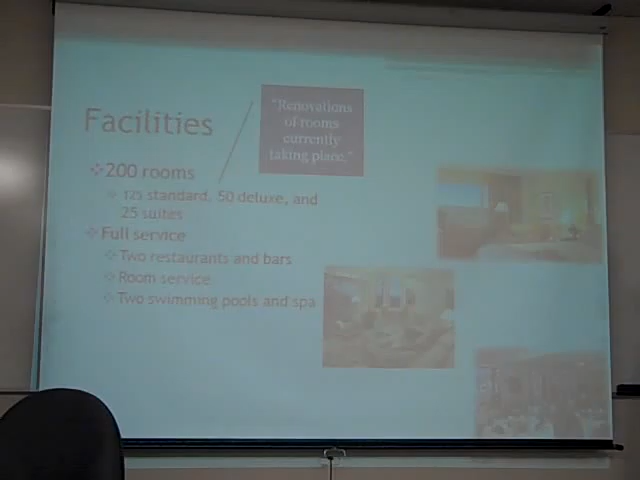 Facilities
"Renovations
of rooms
currently
taking place."
200 rooms
125 standard, 50 deluxe, and
25 suites
Full service
Two restaurants and bars
Room service
Two swimming pools and spa